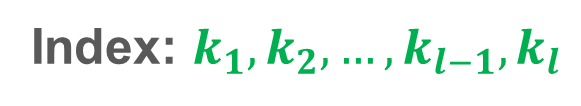 Index: k₁, k₂, … , kₗ₋₁, kₗ